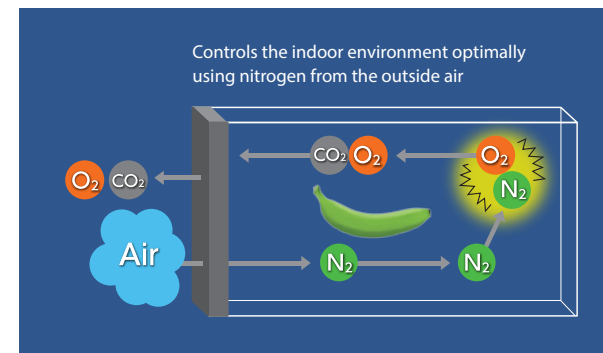 Controls the indoor environment optimally
using nitrogen from the outside air
CO₂ O₂
O₂
N₂
O₂ CO₂
Air
N₂
N₂